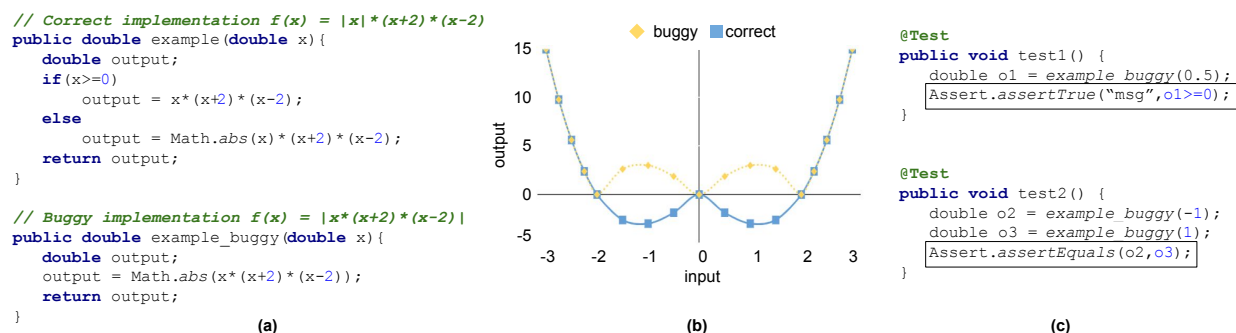 // Correct implementation f(x) = |x|*(x+2)*(x-2)
public double example(double x){
double output;
if(x>=0)
output = x*(x+2)*(x-2);
else
output = Math.abs(x)*(x+2)*(x-2);
return output;
}
// Buggy implementation f(x) = |x*(x+2)*(x-2)|
public double example_buggy(double x){
double output;
output = Math.abs(x*(x+2)*(x-2));
return output;
}
(a)
buggy correct
15
10
5
0
-5
output
-3 -2 -1 0 1 2 3
input
(b)
@Test
public void test1() {
double o1 = example_buggy(0.5);
Assert.assertTrue(“msg”,o1>=0);
}
@Test
public void test2() {
double o2 = example_buggy(-1);
double o3 = example_buggy(1);
Assert.assertEquals(o2,o3);
}
(c)